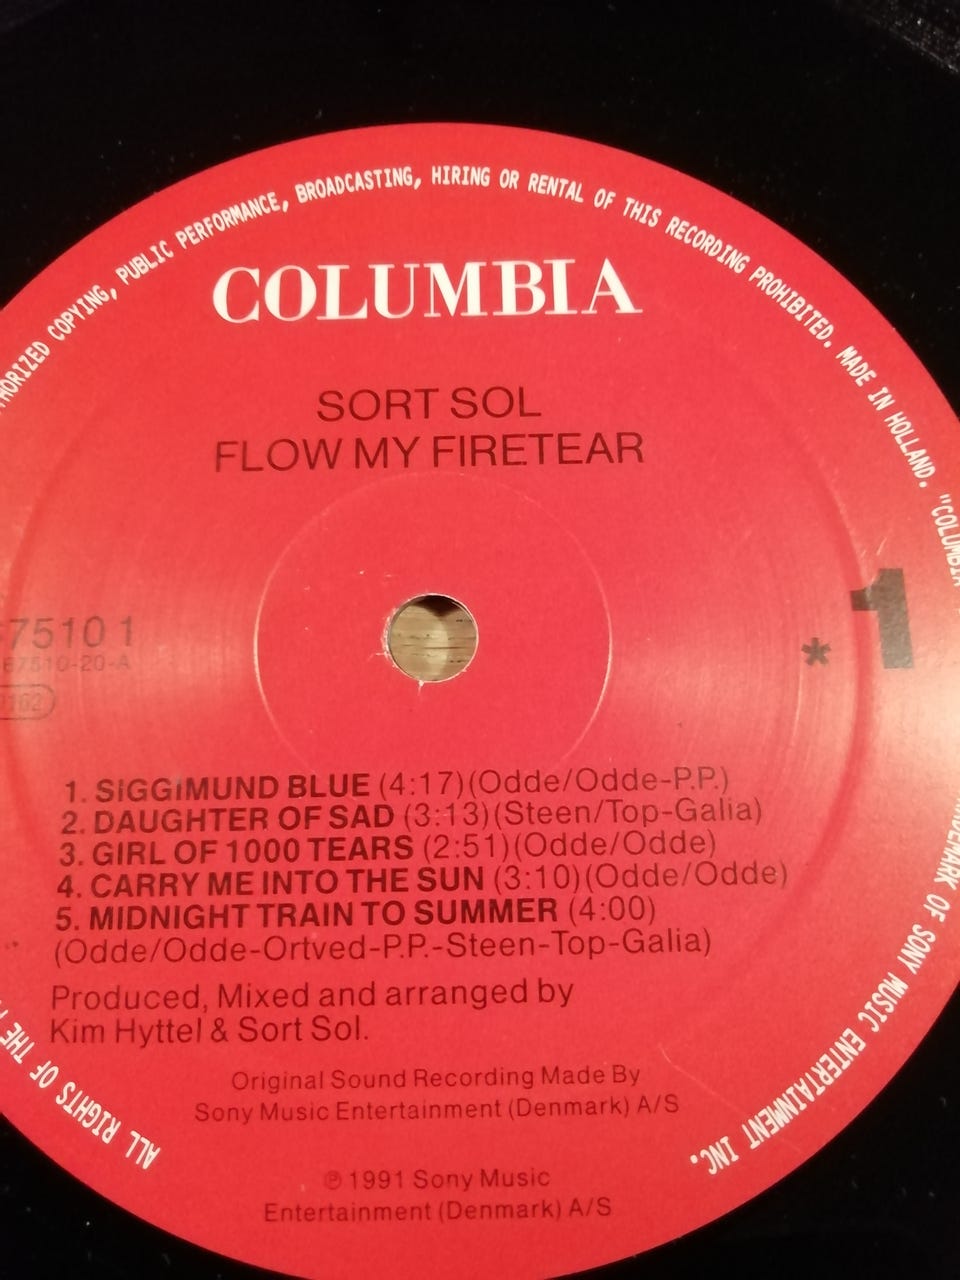 COPYING, PUBLIC PERFORMANCE, BROADCASTING, HIRING OR RENTAL OF THIS RECORDING PROHIBITED. MADE IN HOLLAND. "COLUMBIA
COLUMBIA
SORT SOL
FLOW MY FIRETEAR
1
*
7510 1
67510-20-A
1. SIGGIMUND BLUE (4:17)(Odde/Odde-P.P.)
2. DAUGHTER OF SAD (3:13)(Steen/Top-Galia)
3. GIRL OF 1000 TEARS (2:51)(Odde/Odde)
4. CARRY ME INTO THE SUN (3:10)(Odde/Odde)
5. MIDNIGHT TRAIN TO SUMMER (4:00)
(Odde/Odde-Ortved-P.P.-Steen-Top-Galia)
Produced, Mixed and arranged by
Kim Hyttel & Sort Sol.
Original Sound Recording Made By
Sony Music Entertainment (Denmark) A/S
℗ 1991 Sony Music
Entertainment (Denmark) A/S
OF SONY MUSIC ENTERTAINMENT INC.
ALL RIGHTS OF THE